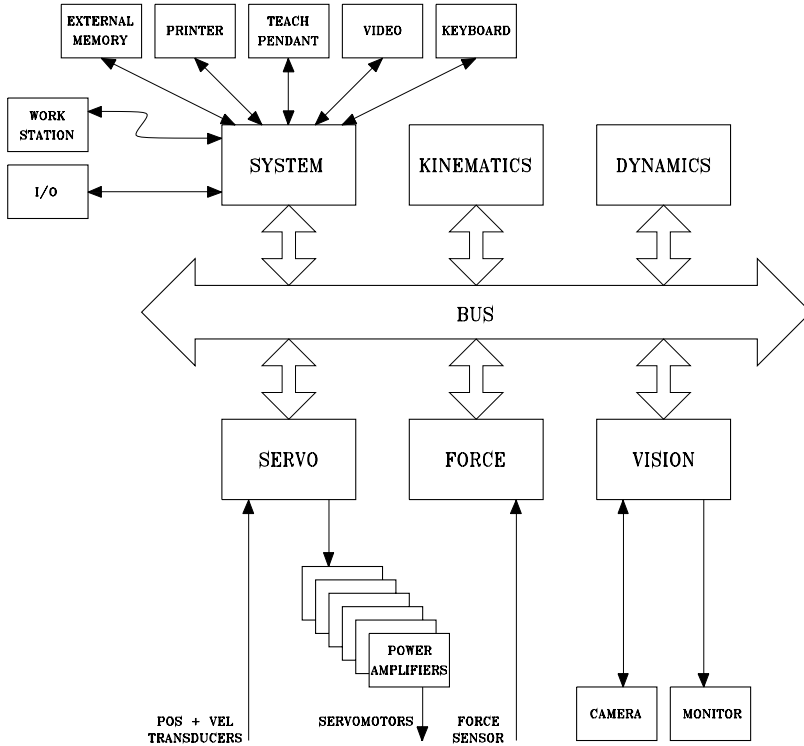 EXTERNAL
MEMORY
PRINTER
TEACH
PENDANT
VIDEO
KEYBOARD
WORK
STATION
I/O
SYSTEM
KINEMATICS
DYNAMICS
BUS
SERVO
FORCE
VISION
POWER
AMPLIFIERS
POS + VEL
TRANSDUCERS
SERVOMOTORS
FORCE
SENSOR
CAMERA
MONITOR